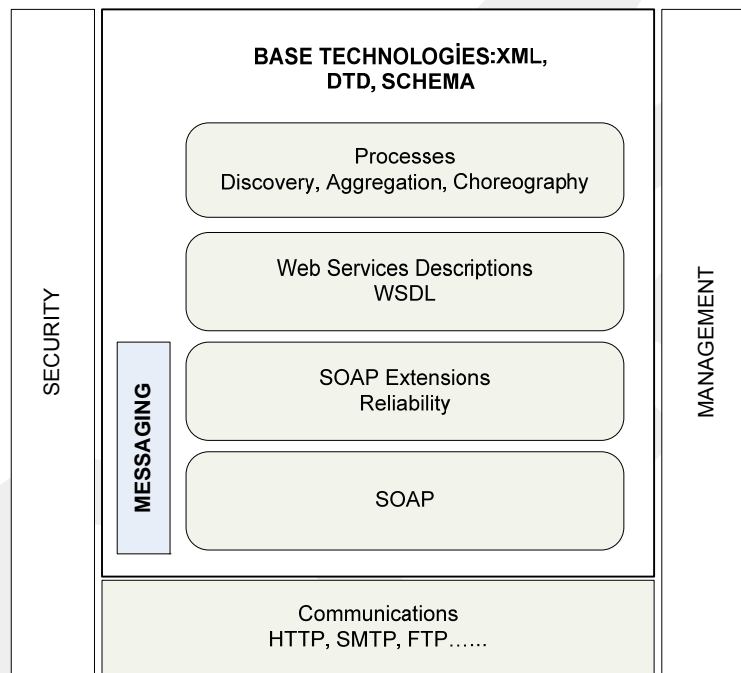 BASE TECHNOLOGİES:XML,
DTD, SCHEMA
Processes
Discovery, Aggregation, Choreography
Web Services Descriptions
WSDL
SOAP Extensions
Reliability
SOAP
MESSAGING
SECURITY
MANAGEMENT
Communications
HTTP, SMTP, FTP……